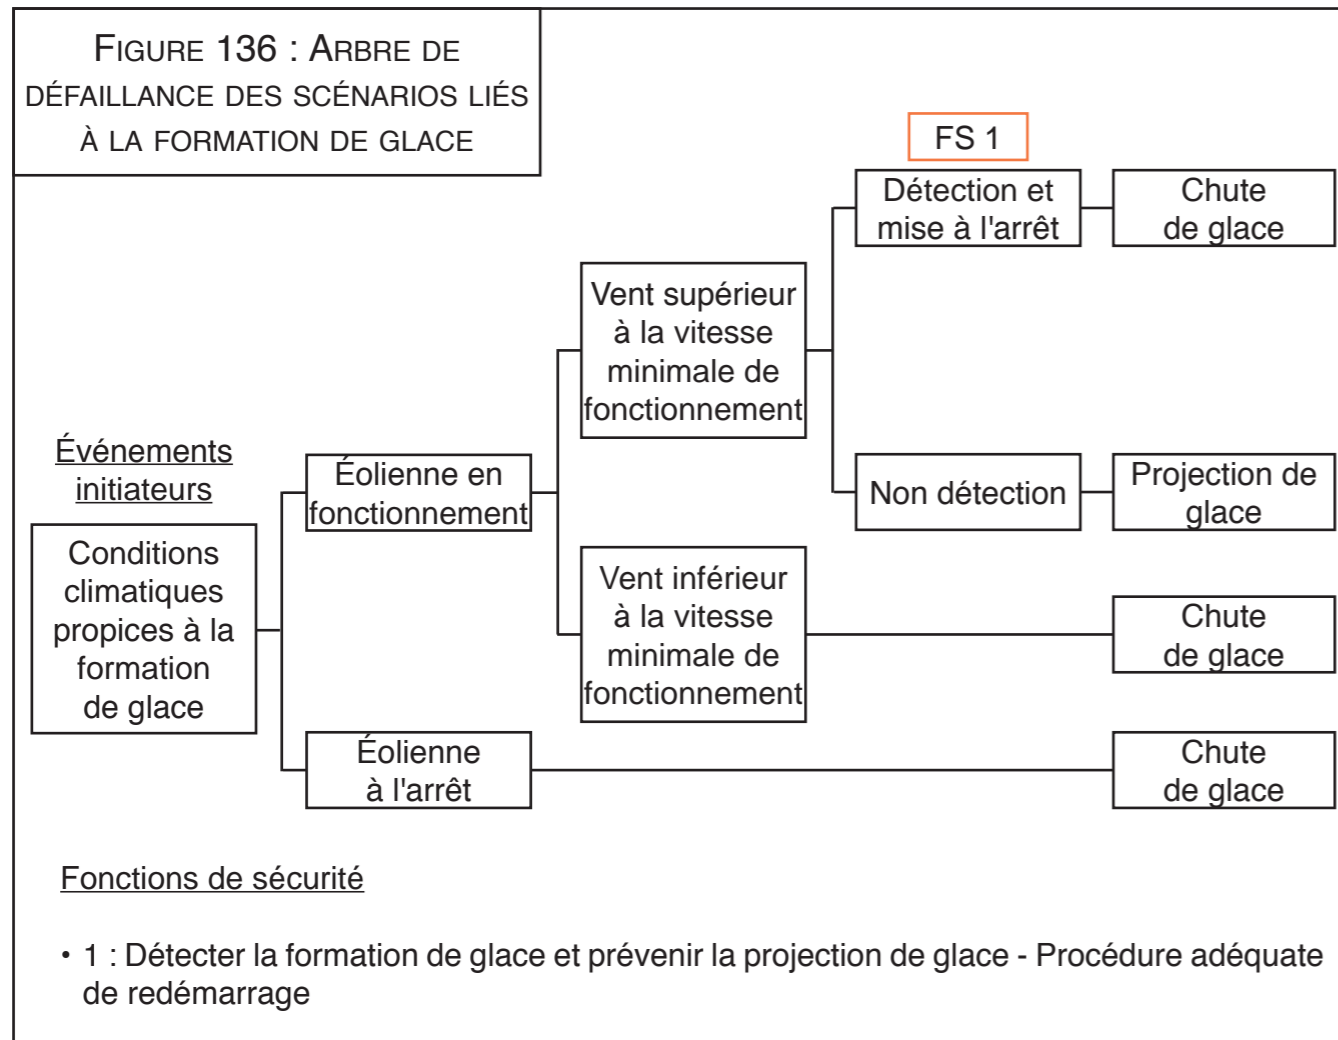 FIGURE 136 : ARBRE DE
DÉFAILLANCE DES SCÉNARIOS LIÉS
À LA FORMATION DE GLACE
FS 1
Détection et
mise à l'arrêt
Chute
de glace
Vent supérieur
à la vitesse
minimale de
fonctionnement
Événements
initiateurs
Éolienne en
fonctionnement
Non détection
Projection de
glace
Conditions
climatiques
propices à la
formation
de glace
Vent inférieur
à la vitesse
minimale de
fonctionnement
Chute
de glace
Éolienne
à l'arrêt
Chute
de glace
Fonctions de sécurité
• 1 : Détecter la formation de glace et prévenir la projection de glace - Procédure adéquate
de redémarrage